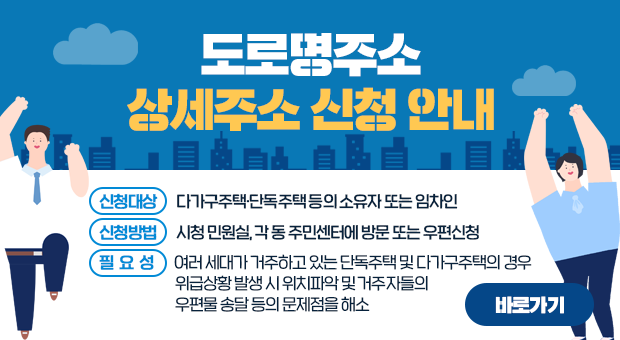 도로명주소
상세주소 신청 안내
신청대상 다가구주택·단독주택 등의 소유자 또는 임차인
신청방법 시청 민원실, 각 동 주민센터에 방문 또는 우편신청
필 요 성 여러 세대가 거주하고 있는 단독주택 및 다가구주택의 경우
위급상황 발생 시 위치파악 및 거주자들의
우편물 송달 등의 문제점을 해소
바로가기